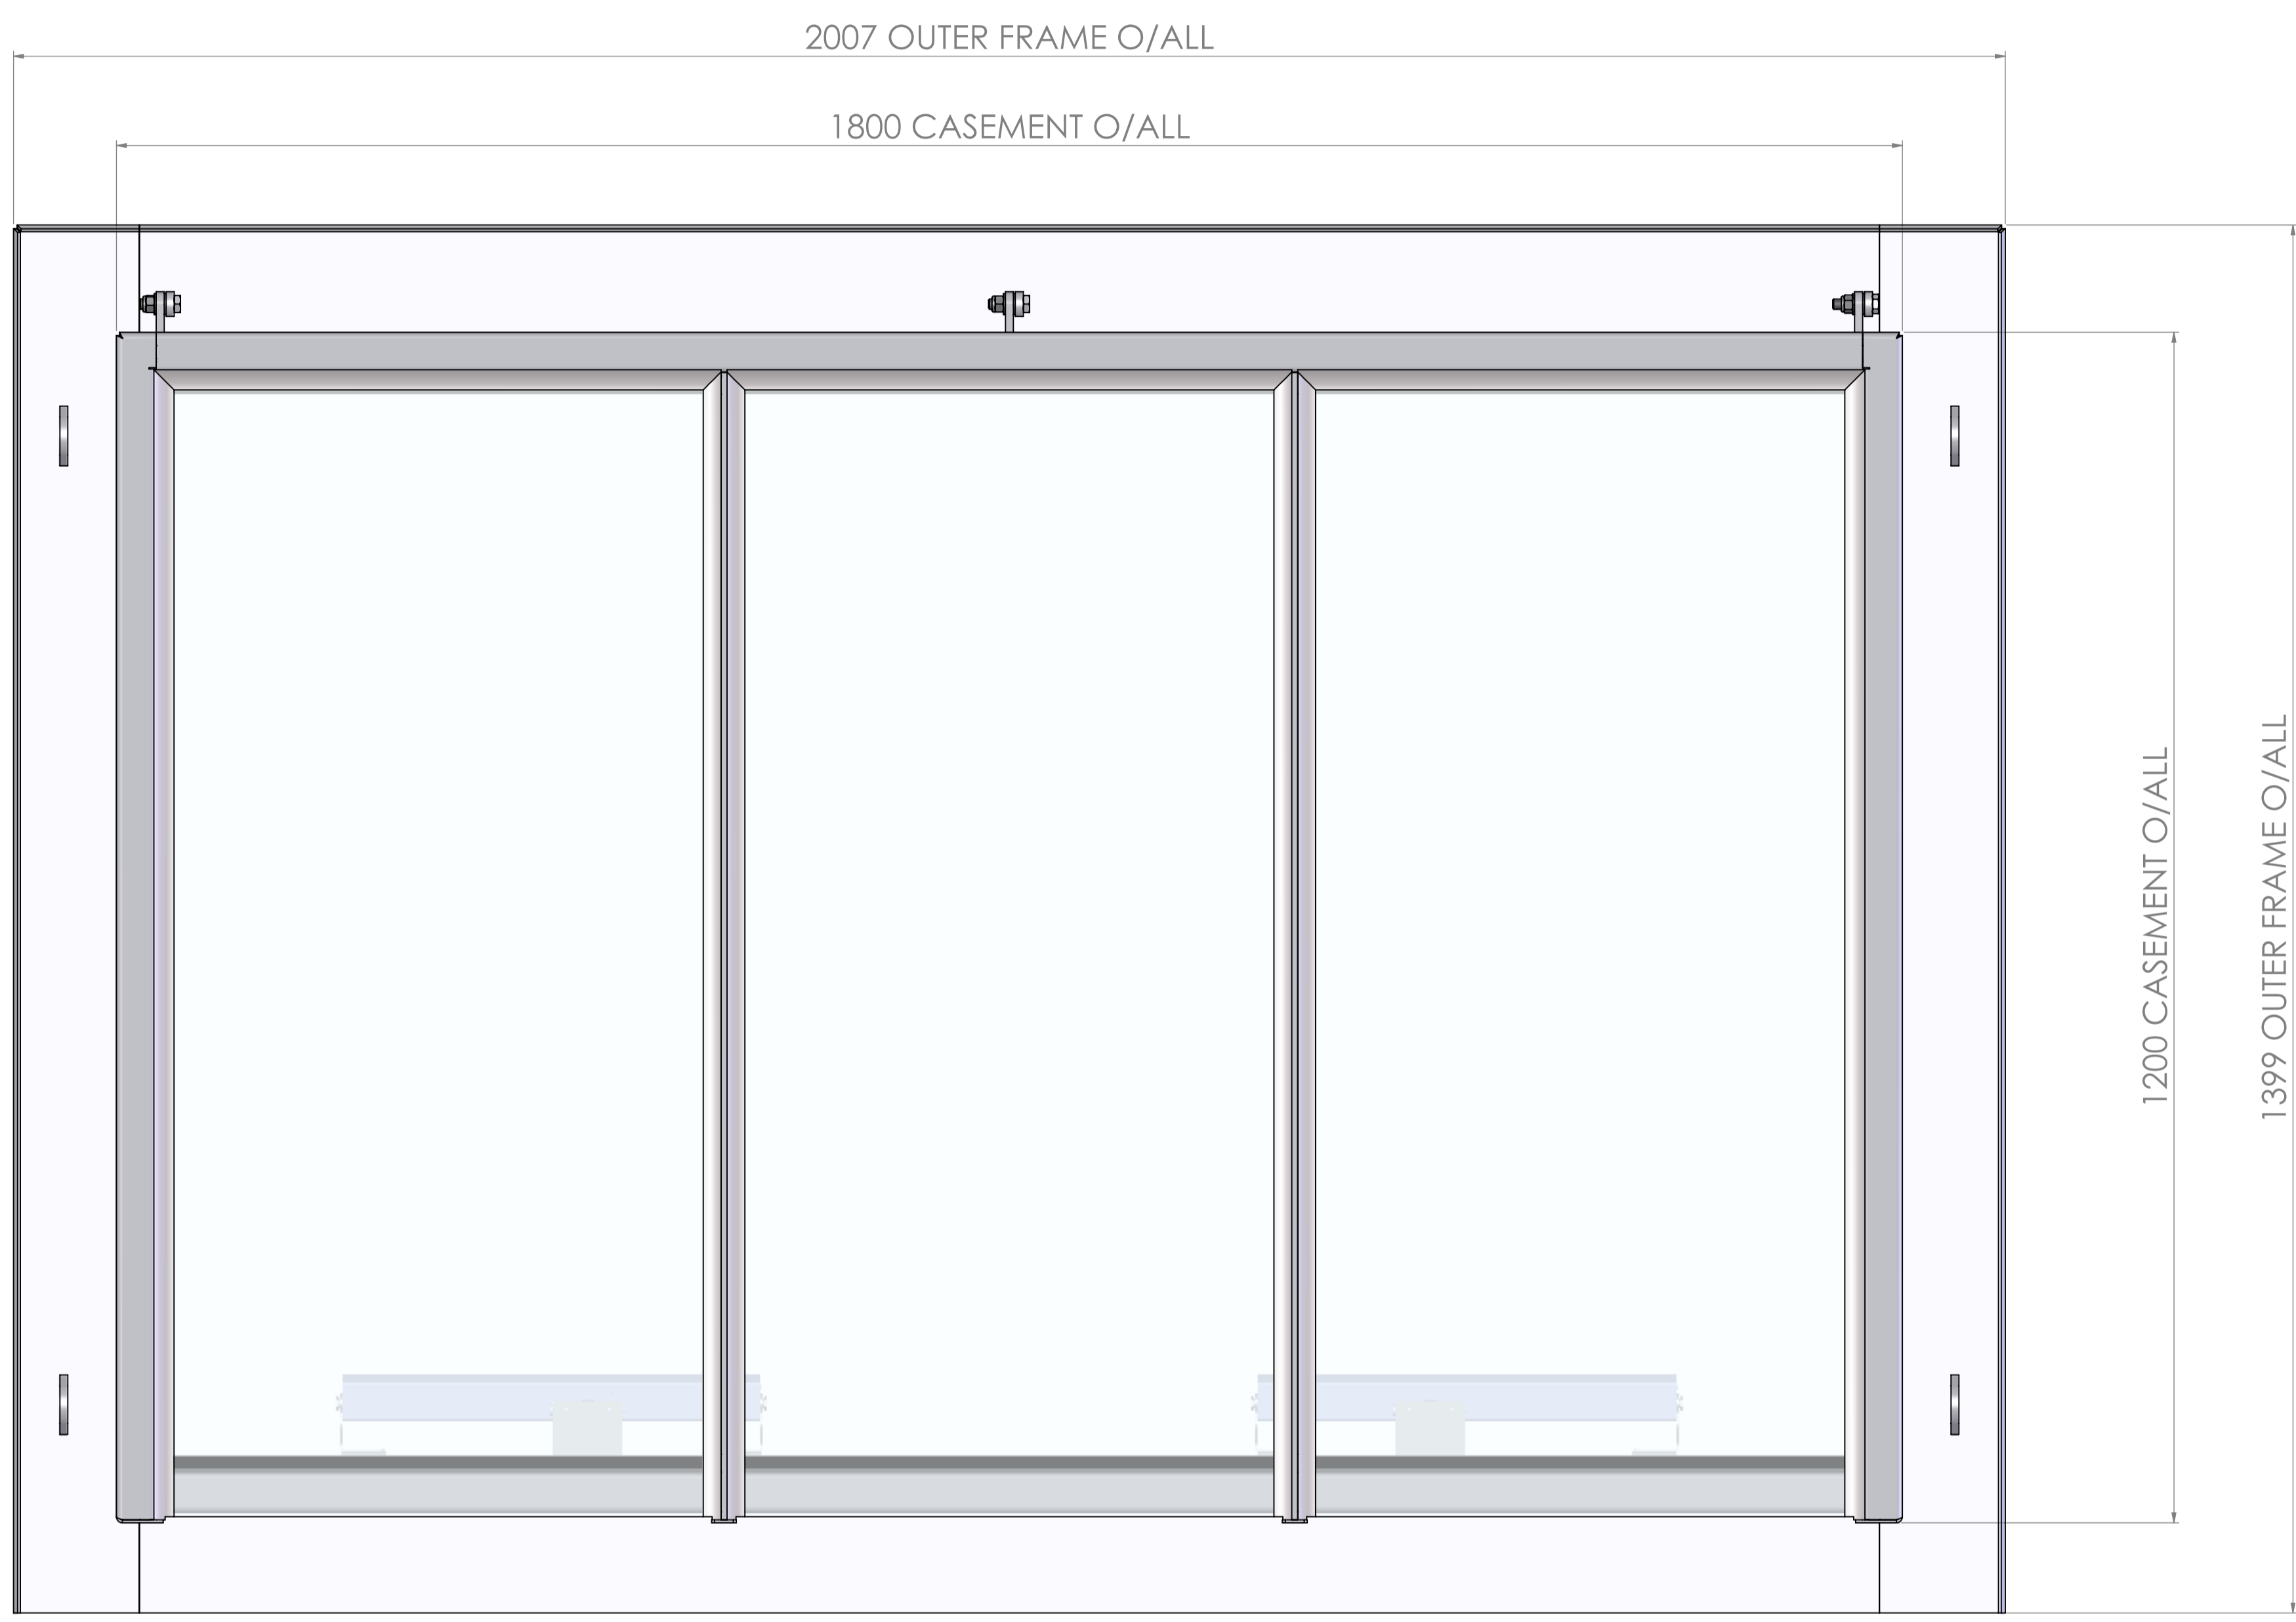 2007 OUTER FRAME O/ALL
1800 CASEMENT O/ALL
1200 CASEMENT O/ALL
1399 OUTER FRAME O/ALL